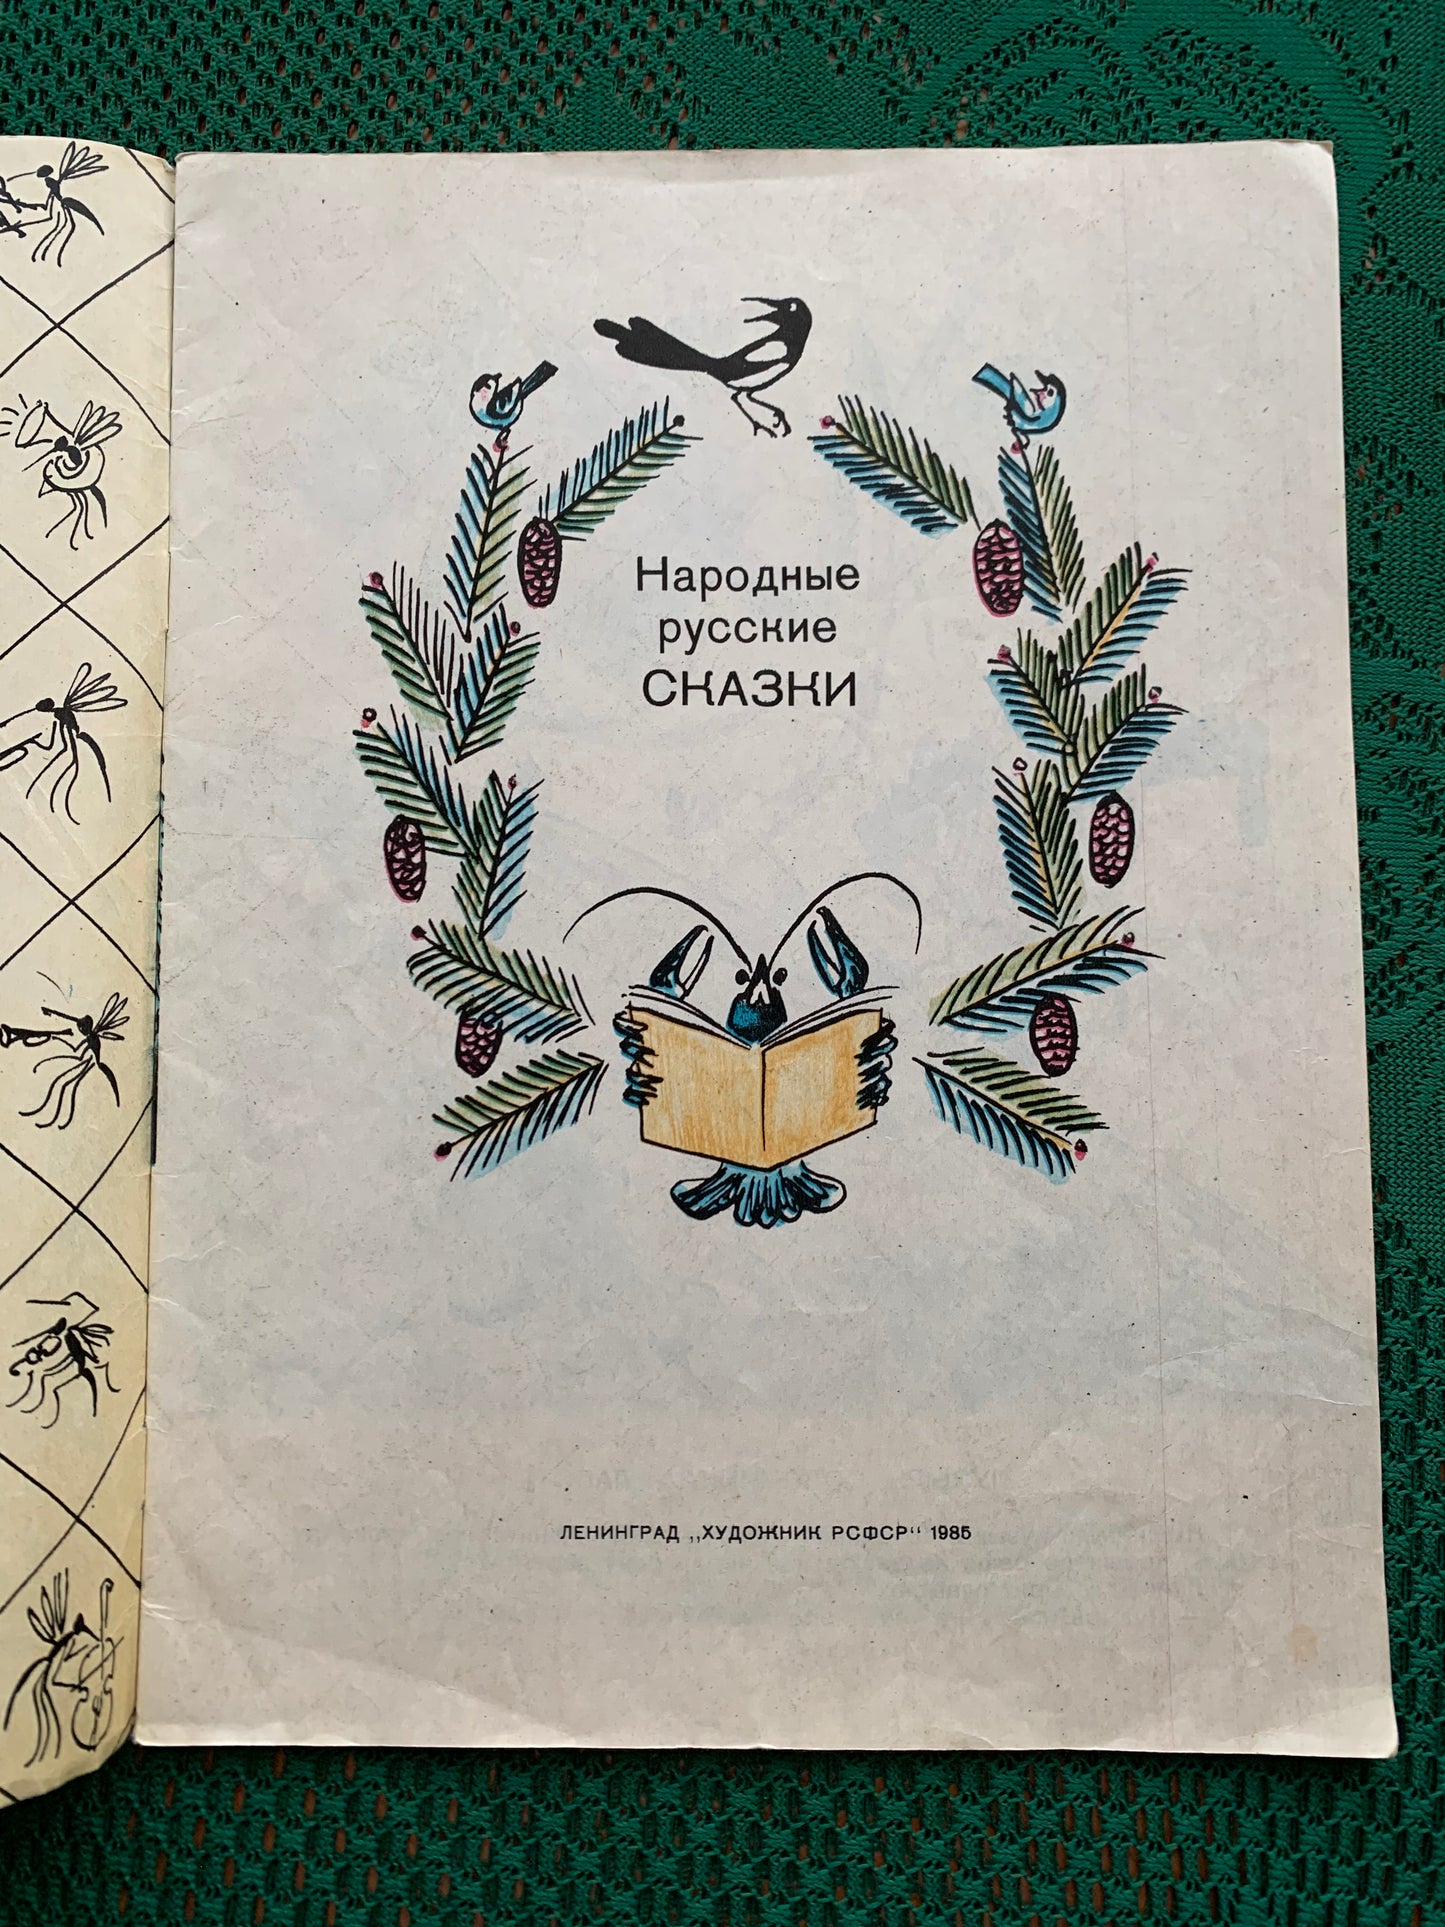 Народные
русские
СКАЗКИ
ЛЕНИНГРАД „ХУДОЖНИК РСФСР“ 1985